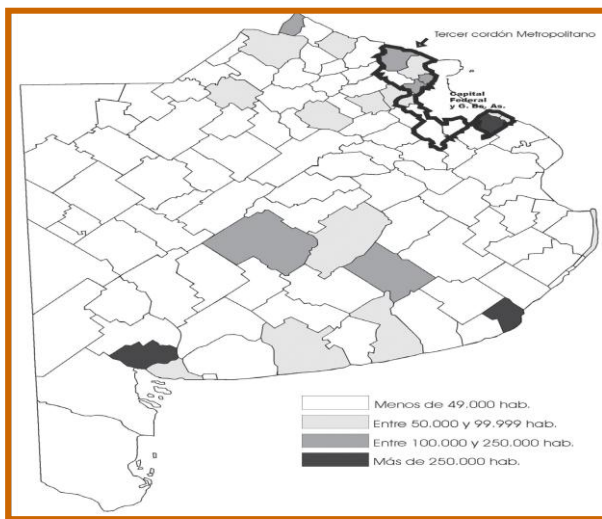 Tercer cordón Metropolitano
Capital
Federal
y G. Bs. As.
Menos de 49.000 hab.
Entre 50.000 y 99.999 hab.
Entre 100.000 y 250.000 hab.
Más de 250.000 hab.